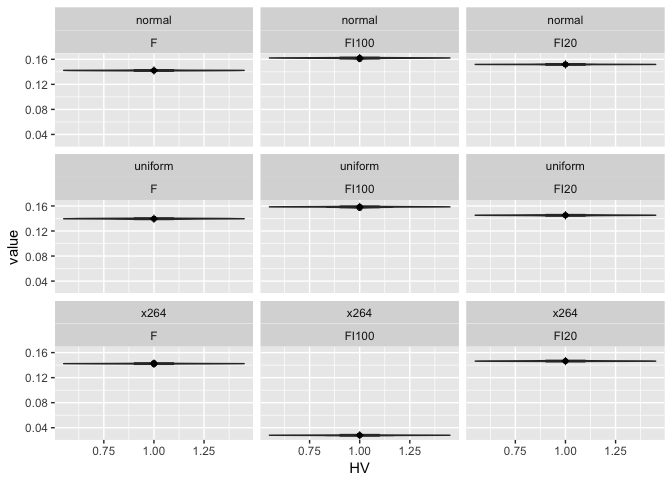 normal normal normal
F FI100 FI20
0.16
0.12
0.08
0.04
uniform uniform uniform
F FI100 FI20
0.16
0.12
0.08
0.04
value
x264 x264 x264
F FI100 FI20
0.16
0.12
0.08
0.04
0.75 1.00 1.25 0.75 1.00 1.25 0.75 1.00 1.25
HV